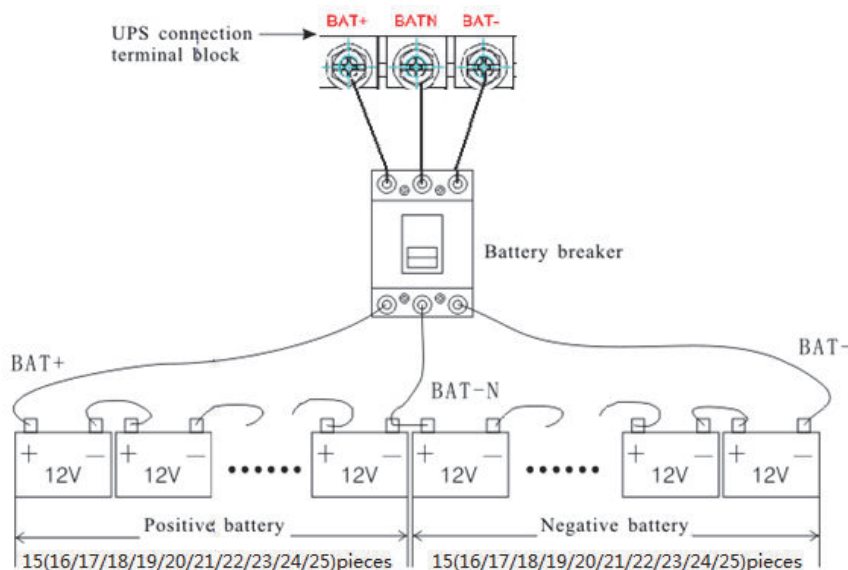 BAT+ BATN BAT-
UPS connection
terminal block
Battery breaker
BAT+
BAT-
BAT-N
+ − + − + − + − + − + −
12V 12V •••••• 12V 12V •••••• 12V 12V
Positive battery Negative battery
15(16/17/18/19/20/21/22/23/24/25)pieces 15(16/17/18/19/20/21/22/23/24/25)pieces